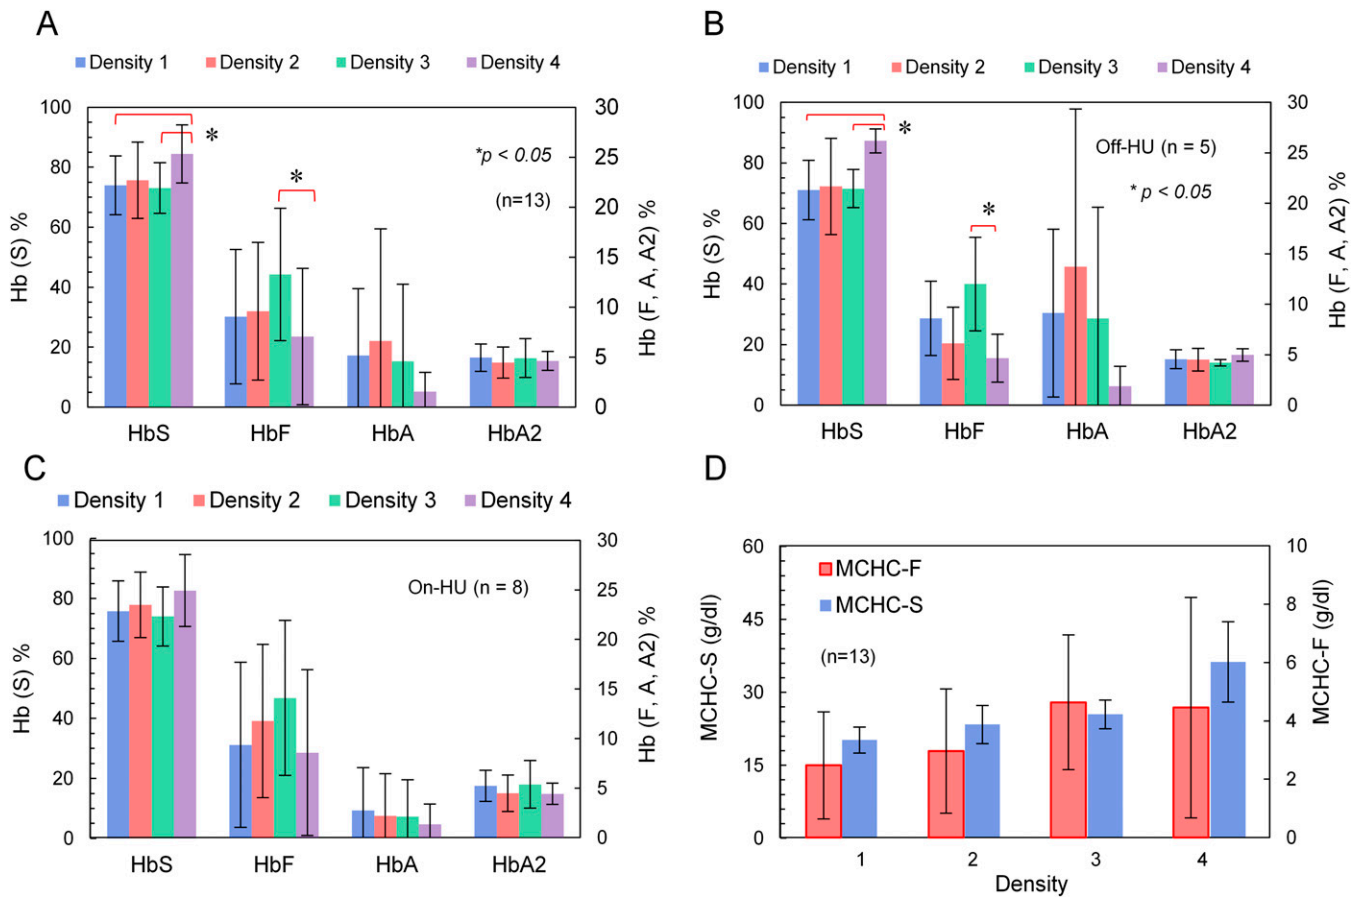 A
Density 1 Density 2 Density 3 Density 4
100
80
60
40
20
0
Hb (S) %
30
25
20
15
10
5
0
Hb (F, A, A2) %
*
*
*p < 0.05
(n=13)
HbS HbF HbA HbA2
B
Density 1 Density 2 Density 3 Density 4
100
80
60
40
20
0
Hb (S) %
30
25
20
15
10
5
0
Hb (F, A, A2) %
*
*
Off-HU (n = 5)
* p < 0.05
HbS HbF HbA HbA2
C
Density 1 Density 2 Density 3 Density 4
100
80
60
40
20
0
Hb (S) %
30
25
20
15
10
5
0
Hb (F, A, A2) %
On-HU (n = 8)
HbS HbF HbA HbA2
D
60
45
30
15
0
MCHC-S (g/dl)
10
8
6
4
2
0
MCHC-F (g/dl)
MCHC-F
MCHC-S
(n=13)
1 2 3 4
Density